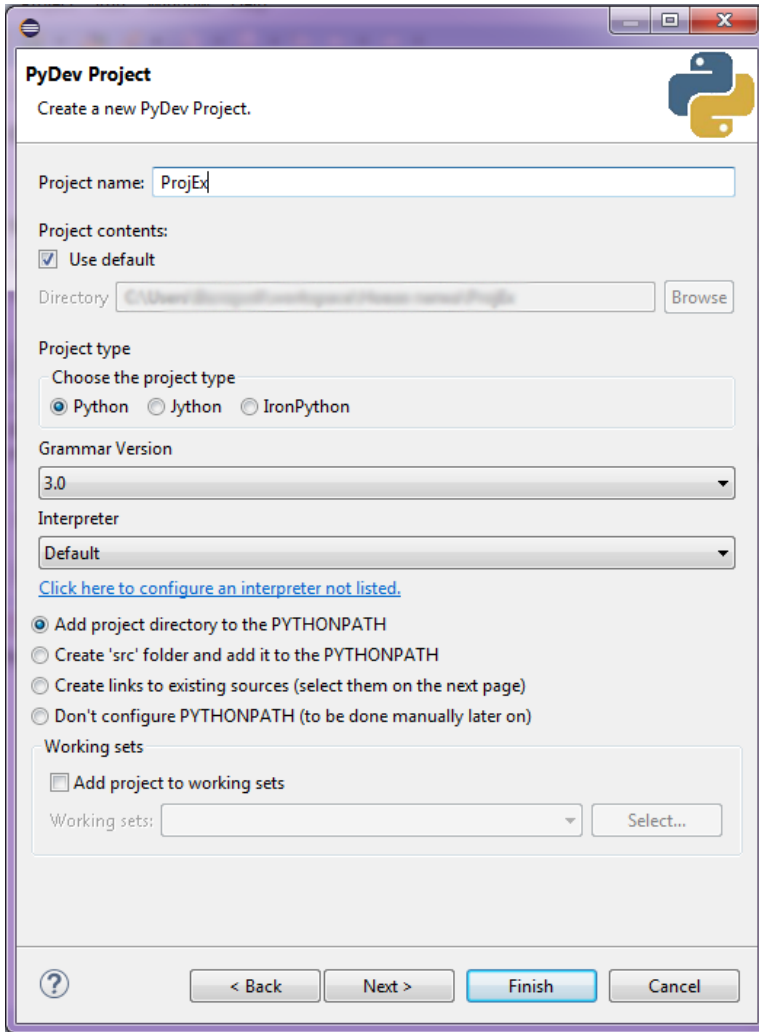 PyDev Project
Create a new PyDev Project.
Project name: ProjEx
Project contents:
Use default
Directory Browse
Project type
Choose the project type
Python Jython IronPython
Grammar Version
3.0
Interpreter
Default
Click here to configure an interpreter not listed.
Add project directory to the PYTHONPATH
Create 'src' folder and add it to the PYTHONPATH
Create links to existing sources (select them on the next page)
Don't configure PYTHONPATH (to be done manually later on)
Working sets
Add project to working sets
Working sets: Select...
? < Back Next > Finish Cancel